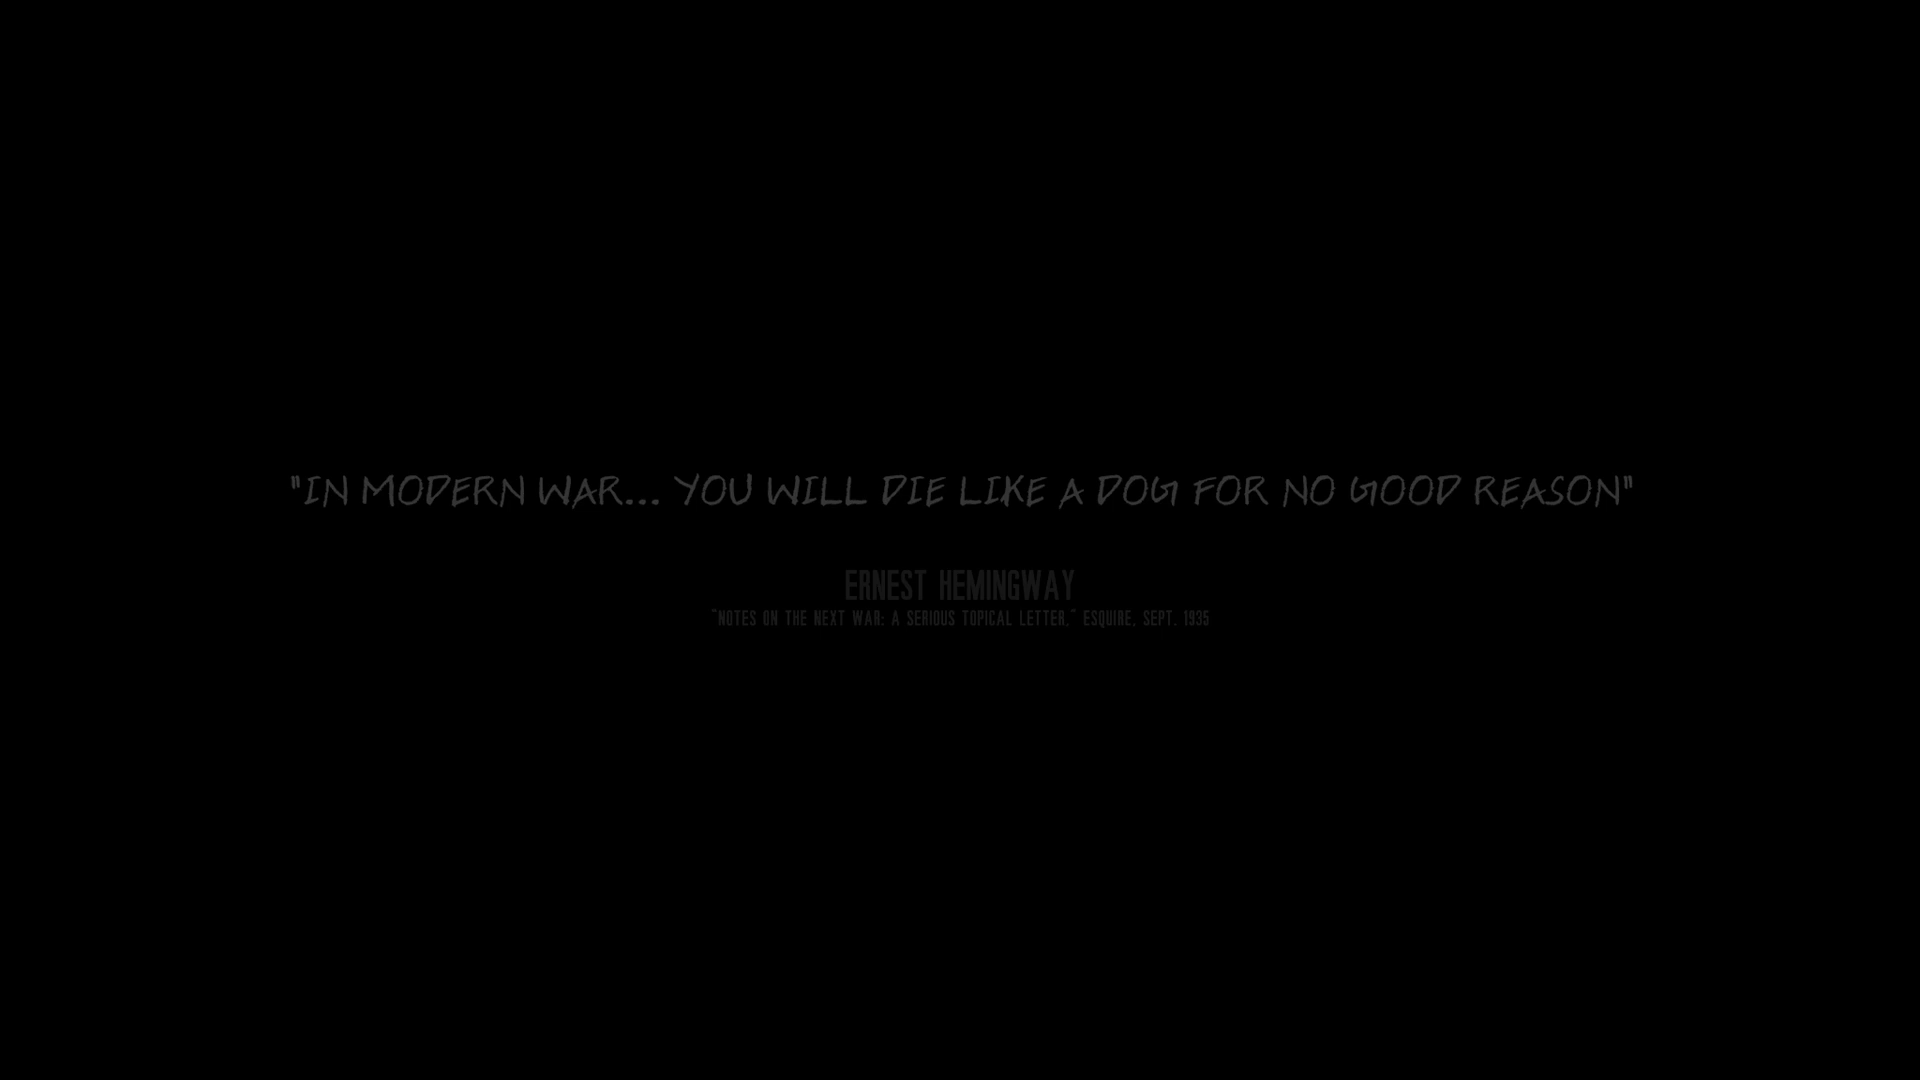 "IN MODERN WAR... YOU WILL DIE LIKE A DOG FOR NO GOOD REASON"
ERNEST HEMINGWAY
"NOTES ON THE NEXT WAR: A SERIOUS TOPICAL LETTER," ESQUIRE, SEPT. 1935